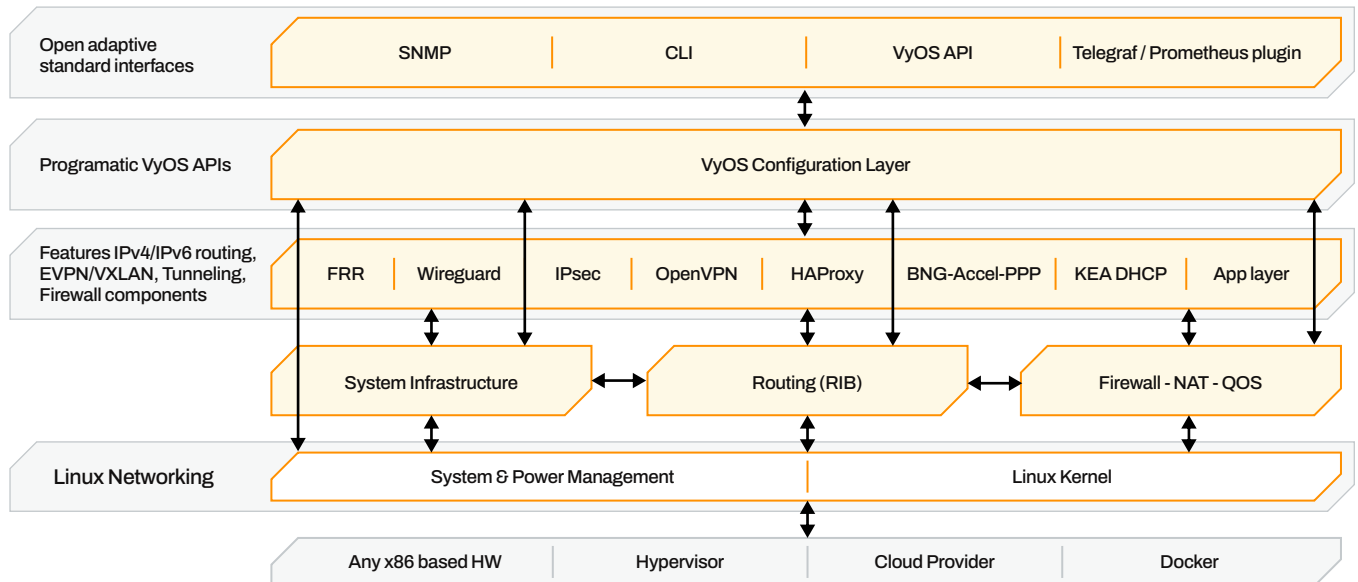 Open adaptive
standard interfaces
SNMP
CLI
VyOS API
Telegraf / Prometheus plugin
Programatic VyOS APIs
VyOS Configuration Layer
Features IPv4/IPv6 routing,
EVPN/VXLAN, Tunneling,
Firewall components
FRR
Wireguard
IPsec
OpenVPN
HAProxy
BNG-Accel-PPP
KEA DHCP
App layer
System Infrastructure
Routing (RIB)
Firewall - NAT - QOS
Linux Networking
System & Power Management
Linux Kernel
Any x86 based HW
Hypervisor
Cloud Provider
Docker